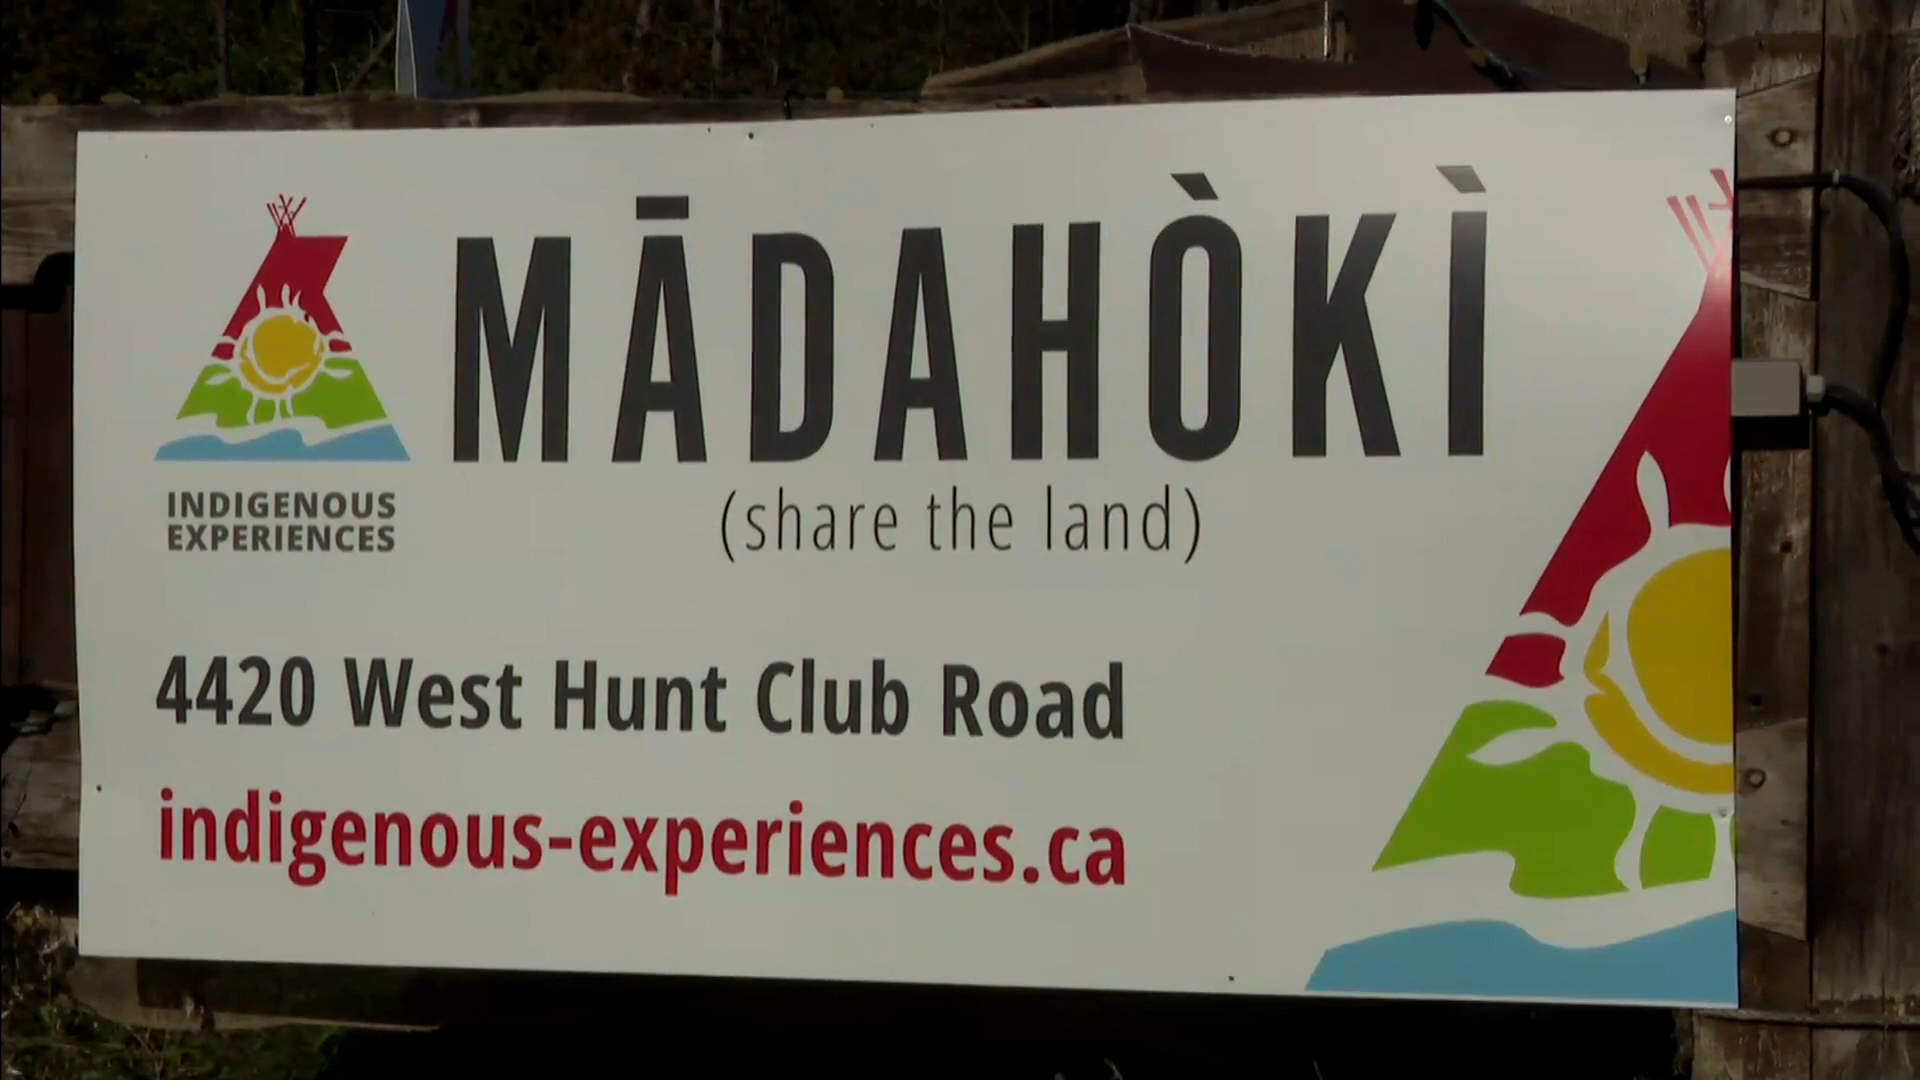 MĀDAHÒKÌ
(share the land)
INDIGENOUS
EXPERIENCES
4420 West Hunt Club Road
indigenous-experiences.ca